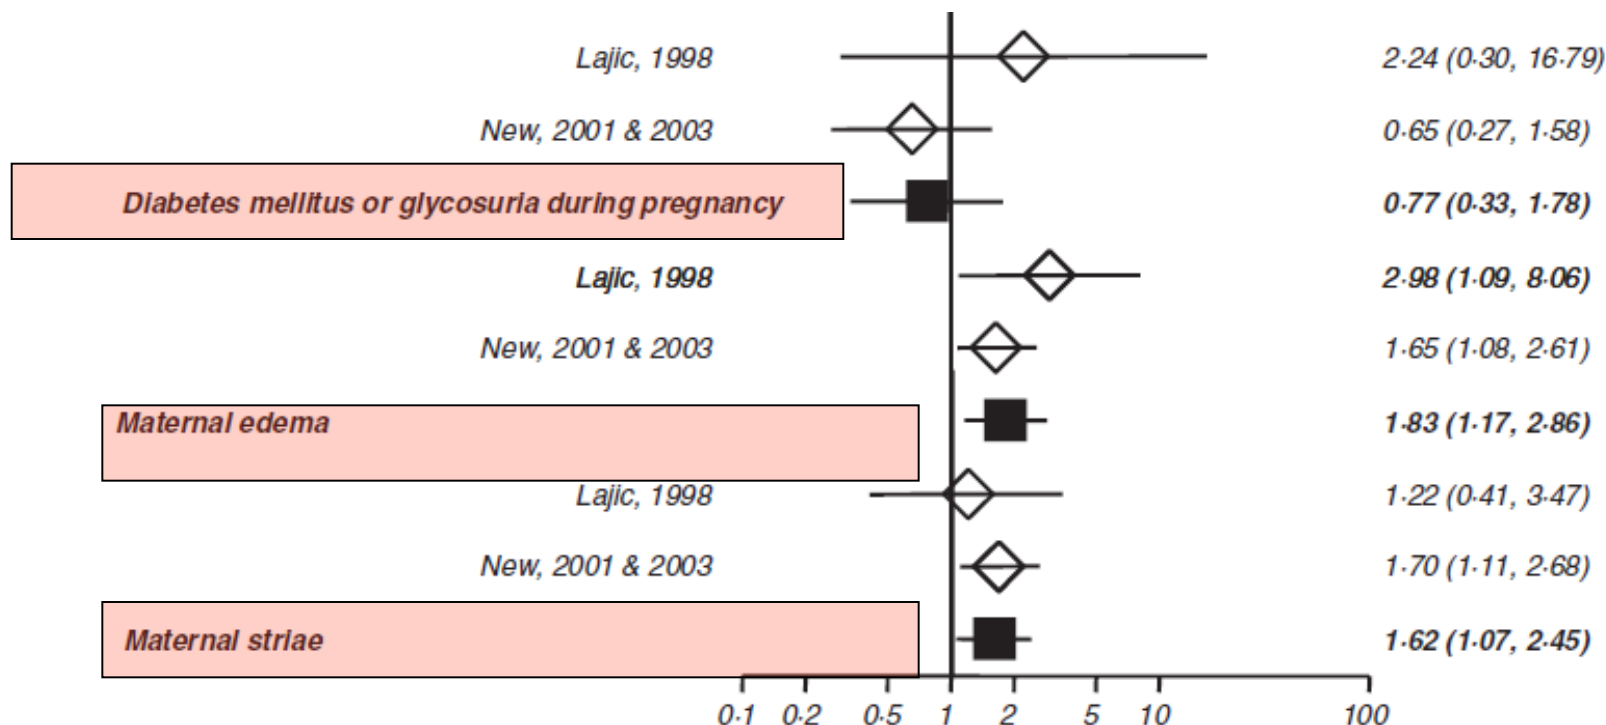 Lajic, 1998 2·24 (0·30, 16·79)
New, 2001 & 2003 0·65 (0·27, 1·58)
Diabetes mellitus or glycosuria during pregnancy 0·77 (0·33, 1·78)
Lajic, 1998 2·98 (1·09, 8·06)
New, 2001 & 2003 1·65 (1·08, 2·61)
Maternal edema 1·83 (1·17, 2·86)
Lajic, 1998 1·22 (0·41, 3·47)
New, 2001 & 2003 1·70 (1·11, 2·68)
Maternal striae 1·62 (1·07, 2·45)
0·1 0·2 0·5 1 2 5 10 100